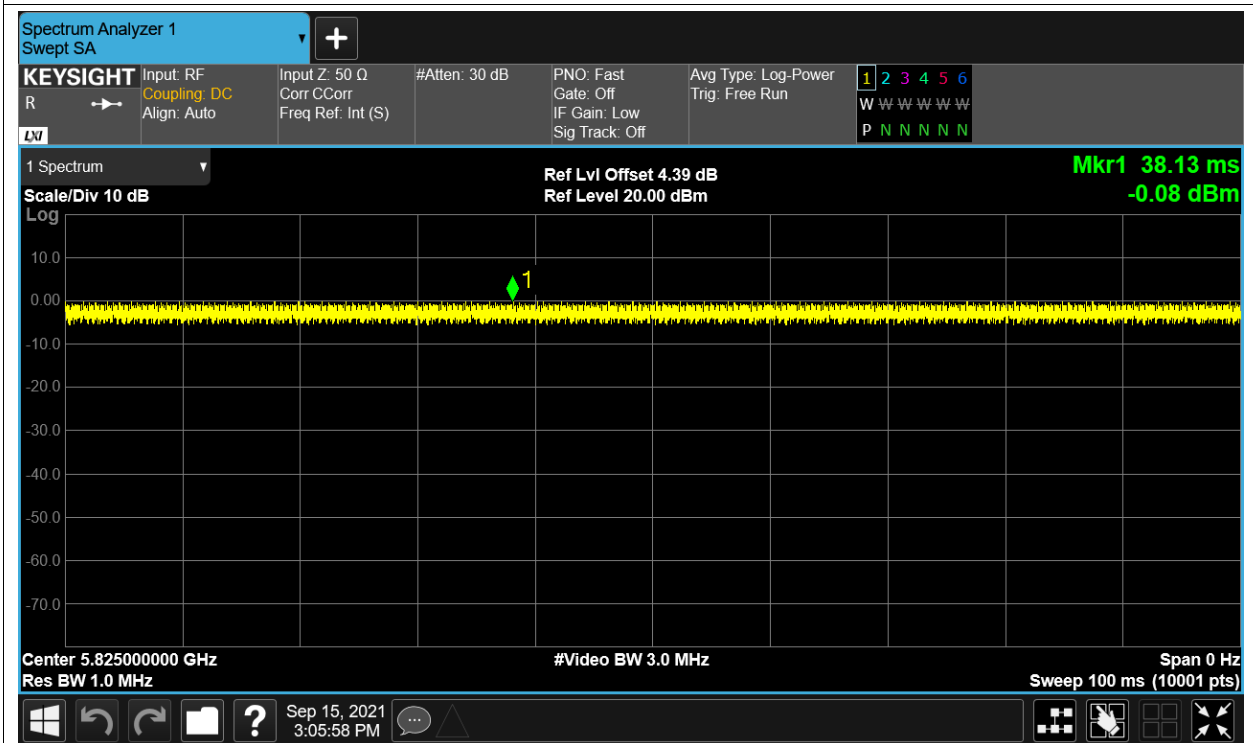 Spectrum Analyzer 1
Swept SA
KEYSIGHT
R
LXI
Input: RF
Coupling: DC
Align: Auto
Input Z: 50 Ω
Corr CCorr
Freq Ref: Int (S)
#Atten: 30 dB
PNO: Fast
Gate: Off
IF Gain: Low
Sig Track: Off
Avg Type: Log-Power
Trig: Free Run
1 2 3 4 5 6
W W W W W W
P N N N N N
1 Spectrum
Scale/Div 10 dB
Ref Lvl Offset 4.39 dB
Ref Level 20.00 dBm
Mkr1 38.13 ms
-0.08 dBm
Log
10.0
1
0.00
-10.0
-20.0
-30.0
-40.0
-50.0
-60.0
-70.0
Center 5.825000000 GHz
#Video BW 3.0 MHz
Span 0 Hz
Res BW 1.0 MHz
Sweep 100 ms (10001 pts)
?
Sep 15, 2021
3:05:58 PM